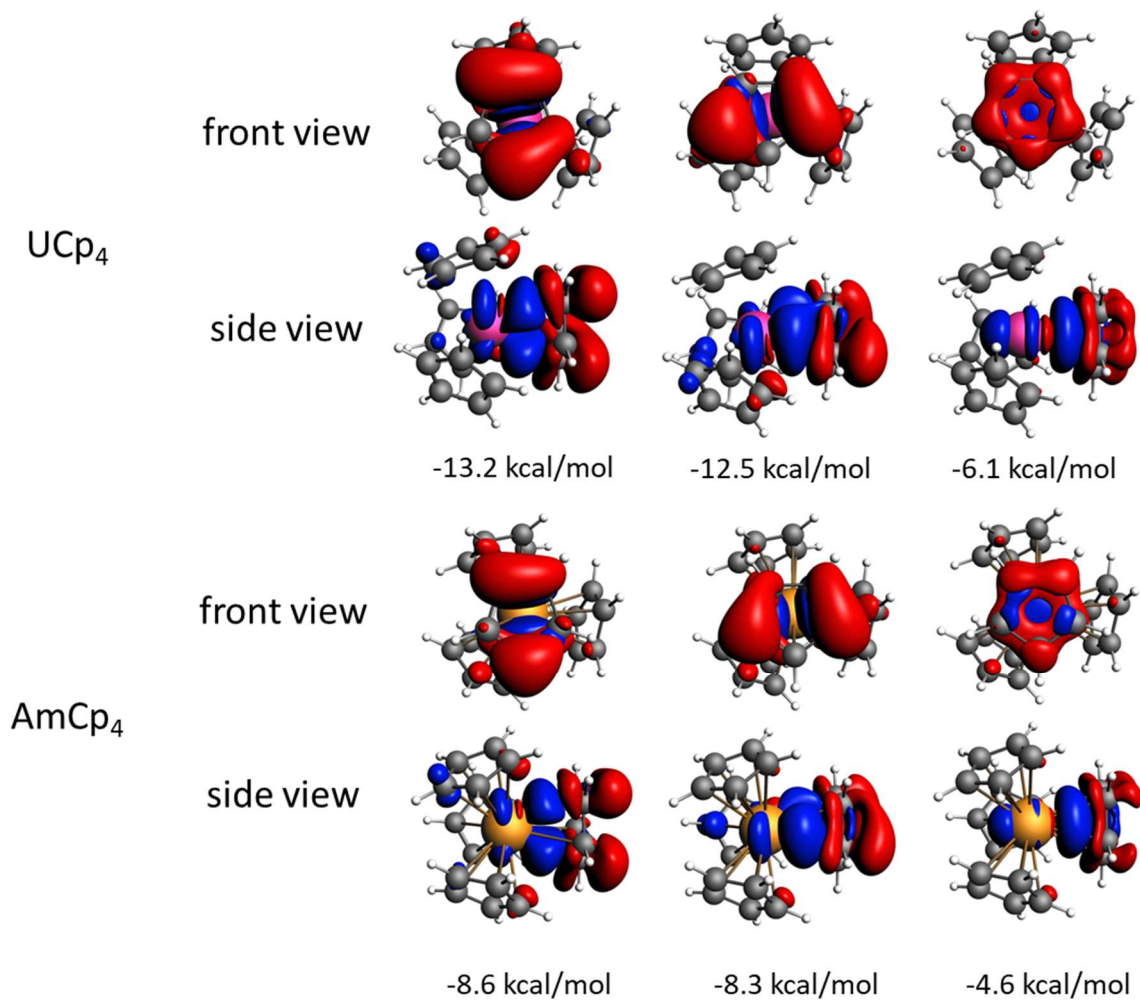 front view
UCp₄
side view
-13.2 kcal/mol -12.5 kcal/mol -6.1 kcal/mol
front view
AmCp₄
side view
-8.6 kcal/mol -8.3 kcal/mol -4.6 kcal/mol